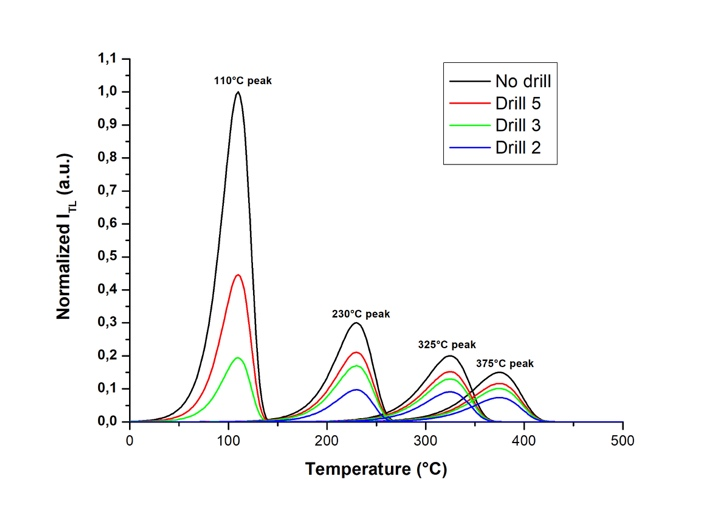 1,1
1,0
0,9
0,8
0,7
0,6
0,5
0,4
0,3
0,2
0,1
0,0
Normalized I_TL (a.u.)
110°C peak
230°C peak
325°C peak
375°C peak
No drill
Drill 5
Drill 3
Drill 2
0 100 200 300 400 500
Temperature (°C)